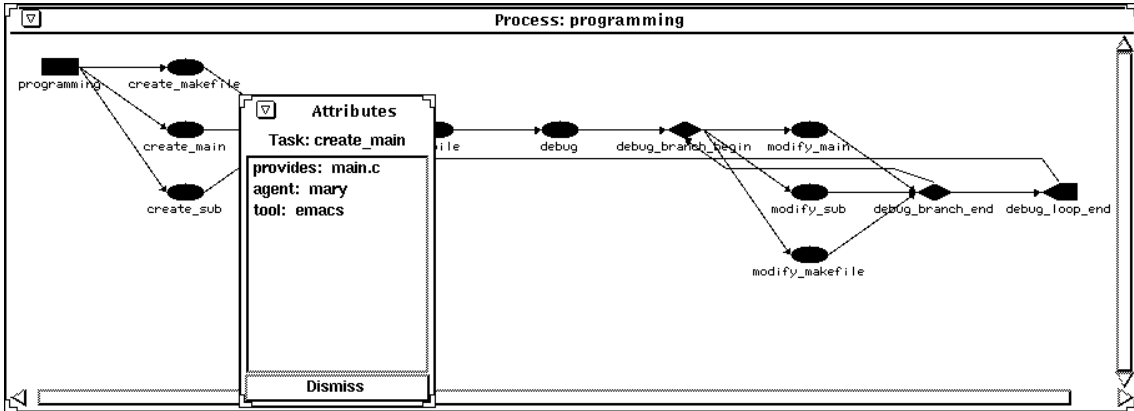 Process: programming
programming
create_makefile
create_main
create_sub
Attributes
Task: create_main
provides: main.c
agent: mary
tool: emacs
Dismiss
debug
debug_branch_begin
modify_main
modify_sub
debug_branch_end
debug_loop_end
modify_makefile